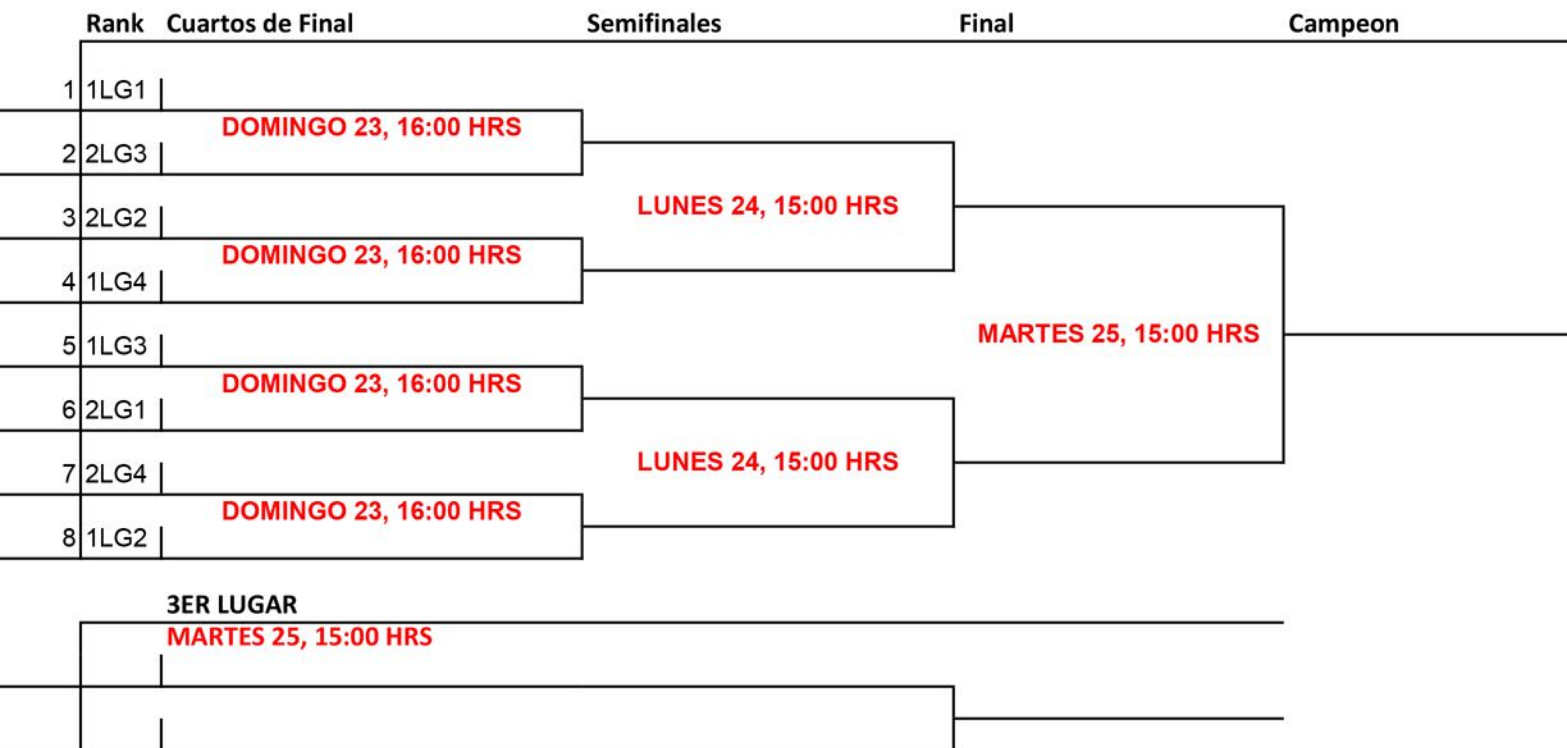 Rank Cuartos de Final Semifinales Final Campeon
1 1LG1
DOMINGO 23, 16:00 HRS
2 2LG3
LUNES 24, 15:00 HRS
3 2LG2
DOMINGO 23, 16:00 HRS
4 1LG4
MARTES 25, 15:00 HRS
5 1LG3
DOMINGO 23, 16:00 HRS
6 2LG1
LUNES 24, 15:00 HRS
7 2LG4
DOMINGO 23, 16:00 HRS
8 1LG2
3ER LUGAR
MARTES 25, 15:00 HRS